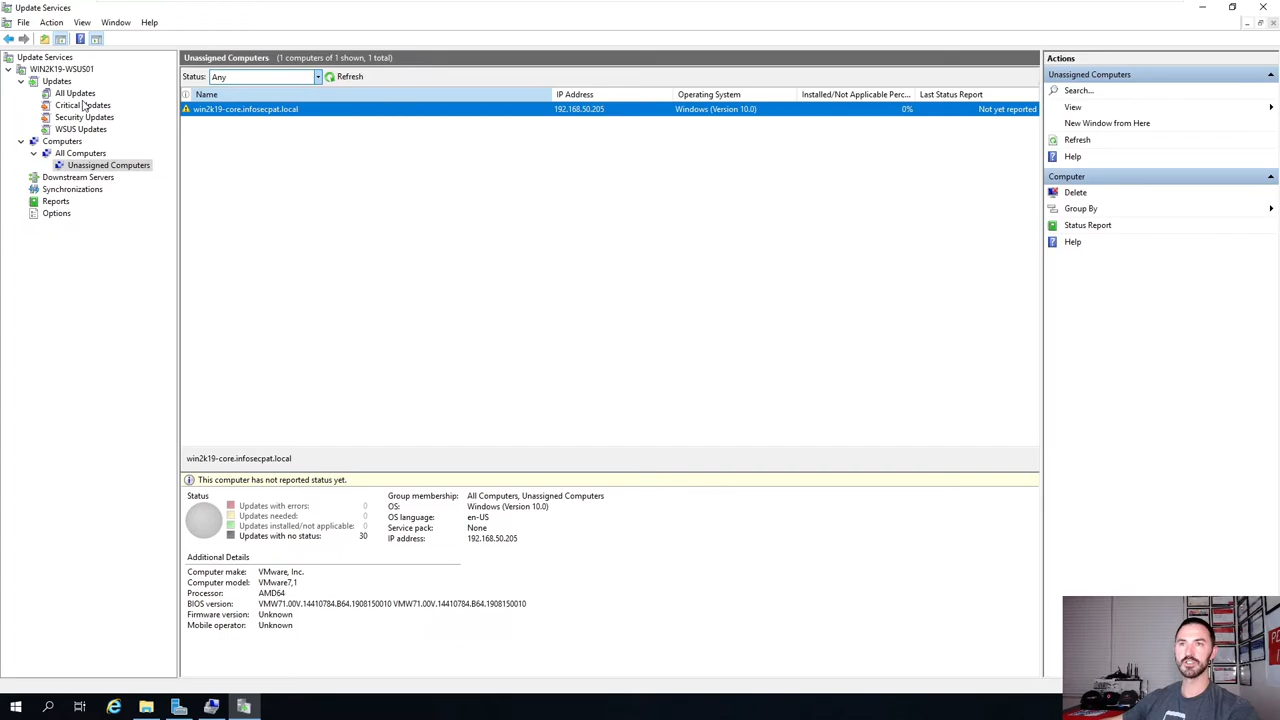 Update Services
File Action View Window Help
Update Services
WIN2K19-WSUS01
Updates
All Updates
Critical Updates
Security Updates
WSUS Updates
Computers
All Computers
Unassigned Computers
Downstream Servers
Synchronizations
Reports
Options
Unassigned Computers (1 computers of 1 shown, 1 total)
Status: Any Refresh
Name IP Address Operating System Installed/Not Applicable Perc... Last Status Report
win2k19-core.infosecpat.local 192.168.50.205 Windows (Version 10.0) 0% Not yet reported
win2k19-core.infosecpat.local
This computer has not reported status yet.
Status
Updates with errors: 0
Updates needed: 0
Updates installed/not applicable: 0
Updates with no status: 30
Group membership: All Computers, Unassigned Computers
OS: Windows (Version 10.0)
OS language: en-US
Service pack: None
IP address: 192.168.50.205
Additional Details
Computer make: VMware, Inc.
Computer model: VMware7,1
Processor: AMD64
BIOS version: VMW71.00V.14410784.B64.1908150010 VMW71.00V.14410784.B64.1908150010
Firmware version: Unknown
Mobile operator: Unknown
Actions
Unassigned Computers
Search...
View
New Window from Here
Refresh
Help
Computer
Delete
Group By
Status Report
Help